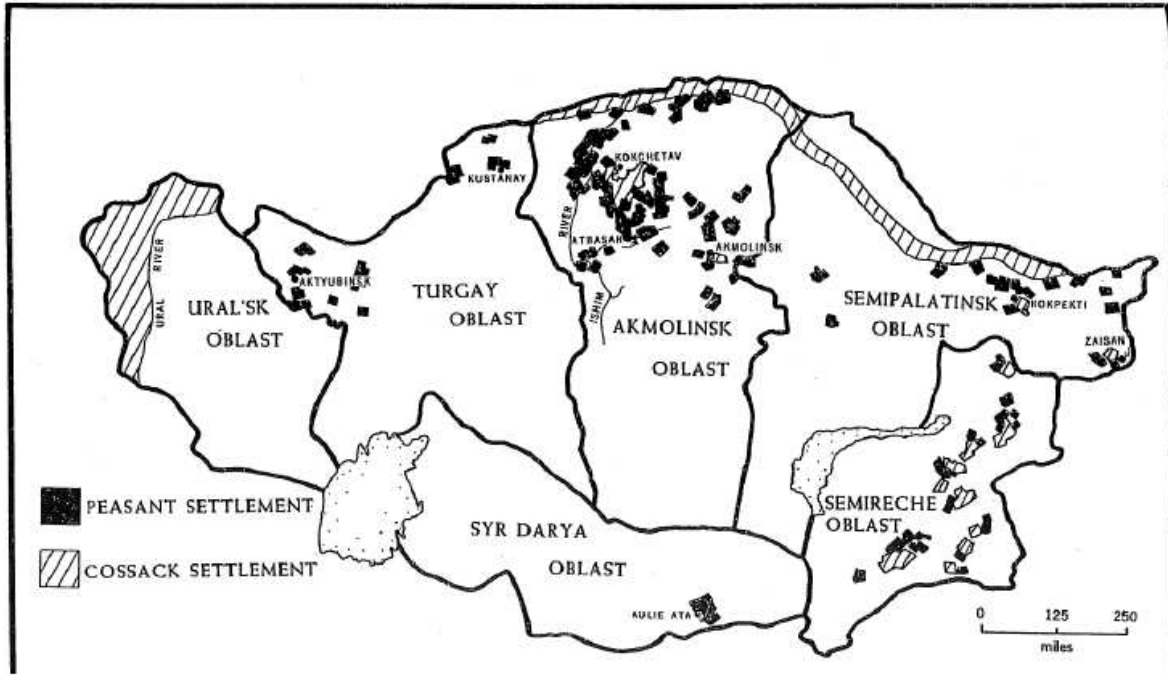 KOKCHETAV
KUSTANAY
RIVER
ATBASAR
AKMOLINSK
RIVER
URAL
AKTYUBINSK
TURGAY
OBLAST
ISHIM
URAL'SK
OBLAST
AKMOLINSK
OBLAST
SEMIPALATINSK
OBLAST
KOKPEKTI
ZAISAN
PEASANT SETTLEMENT
COSSACK SETTLEMENT
SYR DARYA
OBLAST
SEMIRECHE
OBLAST
AULIE ATA
0 125 250
miles